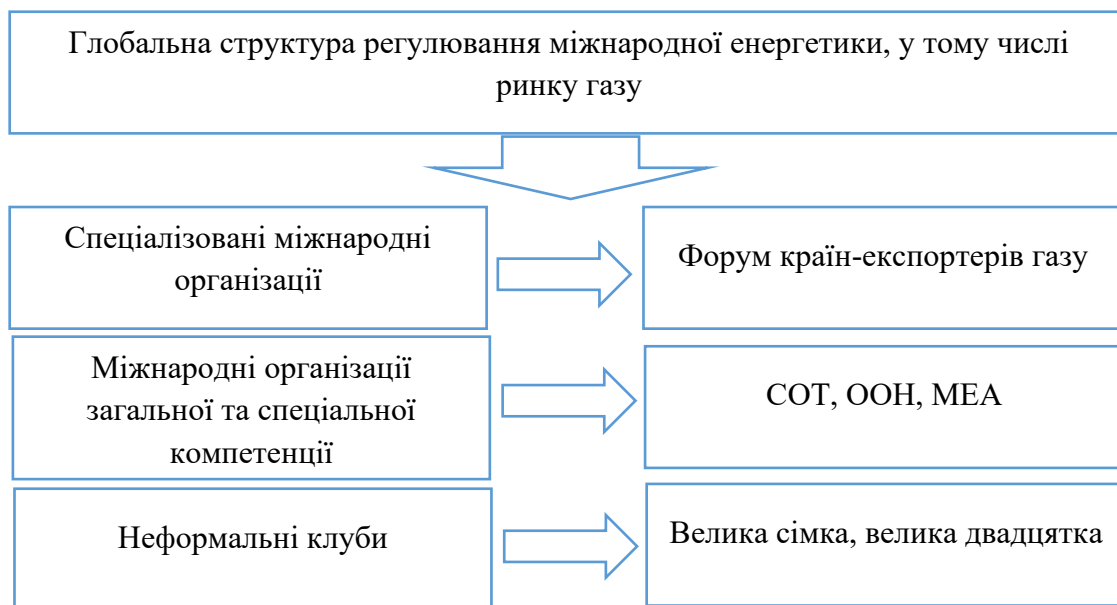 Глобальна структура регулювання міжнародної енергетики, у тому числі
ринку газу
Спеціалізовані міжнародні
організації
Форум країн-експортерів газу
Міжнародні організації
загальної та спеціальної
компетенції
СОТ, ООН, МЕА
Неформальні клуби
Велика сімка, велика двадцятка